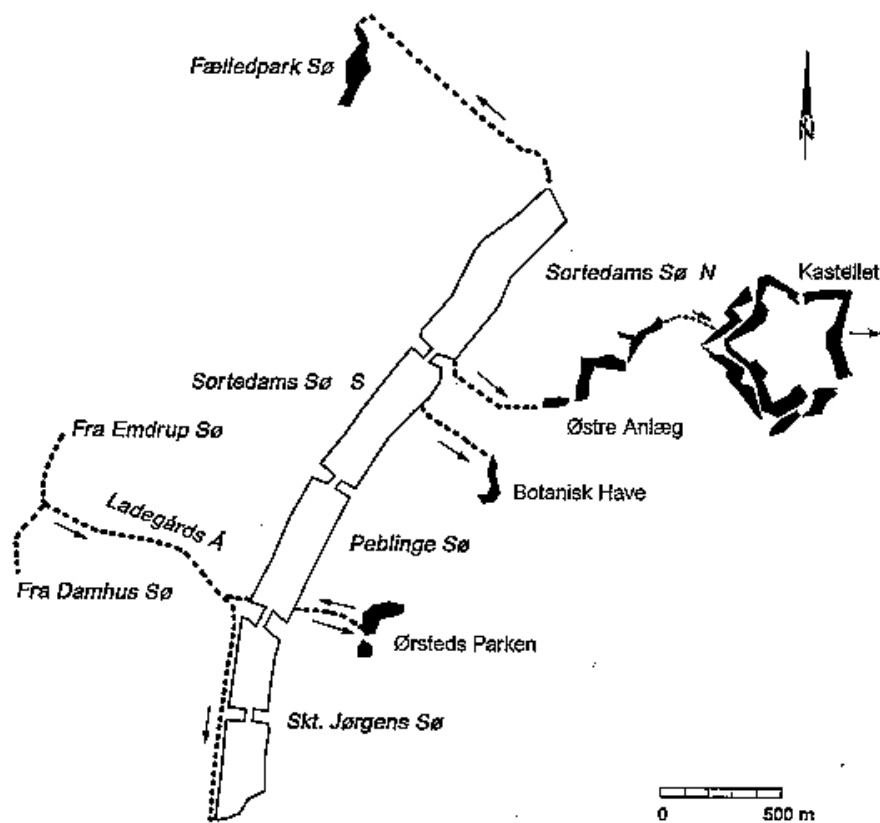 Fælledpark Sø
N
Sortedams Sø N
Kastellet
Sortedams Sø S
Østre Anlæg
Fra Emdrup Sø
Botanisk Have
Ladegårds Å
Peblinge Sø
Fra Damhus Sø
Ørsteds Parken
Skt. Jørgens Sø
0 500 m